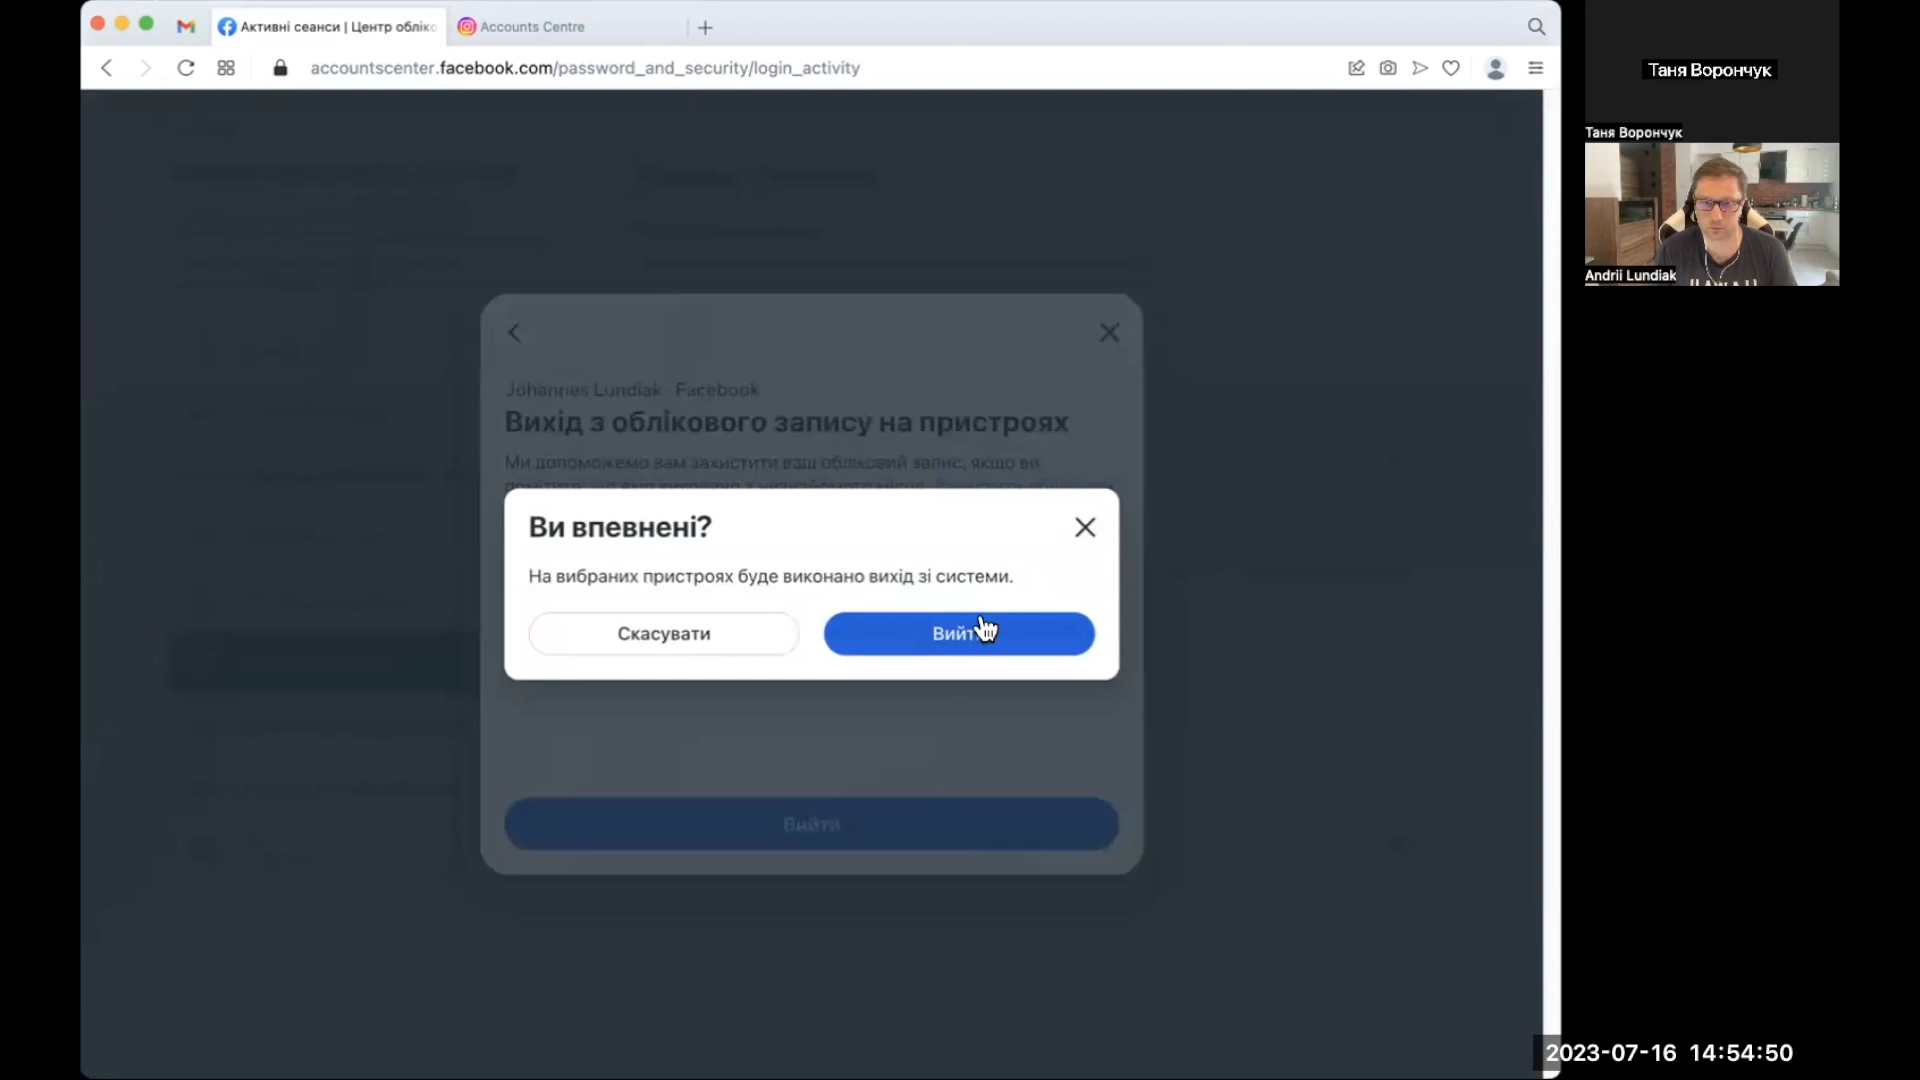 Активні сеанси | Центр обліко
Accounts Centre
accountscenter.facebook.com/password_and_security/login_activity
Таня Ворончук
Таня Ворончук
Andrii Lundiak
Johannes Lundiak · Facebook
Вихід з облікового запису на пристроях
Ми допоможемо вам захистити ваш обліковий запис, якщо ви
Ви впевнені?
На вибраних пристроях буде виконано вихід зі системи.
Скасувати
Вийти
Вийти
2023-07-16 14:54:50